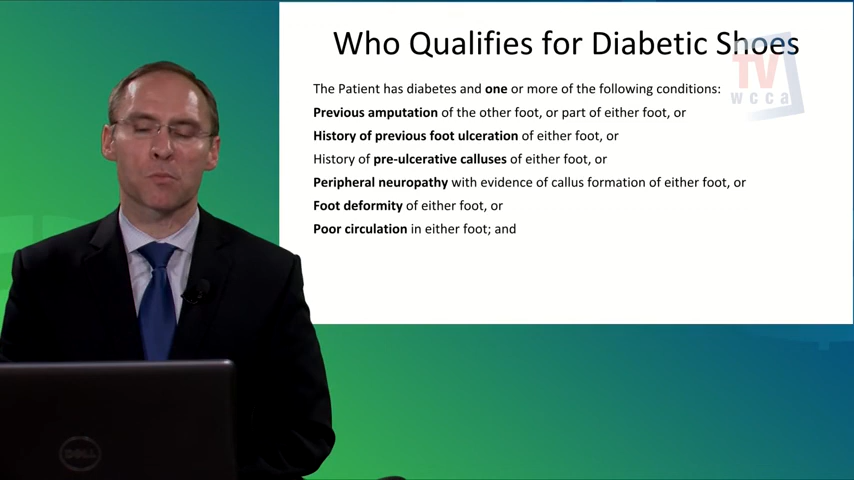 Who Qualifies for Diabetic Shoes
TV
wcca
The Patient has diabetes and one or more of the following conditions:
Previous amputation of the other foot, or part of either foot, or
History of previous foot ulceration of either foot, or
History of pre-ulcerative calluses of either foot, or
Peripheral neuropathy with evidence of callus formation of either foot, or
Foot deformity of either foot, or
Poor circulation in either foot; and
DELL